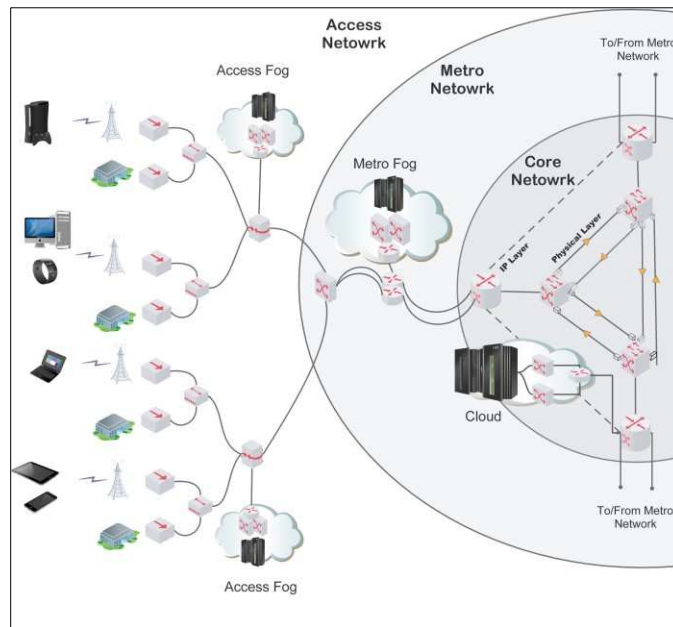 Access
Netowrk
To/From Metro
Network
Metro
Netowrk
Access Fog
Metro Fog
Core
Netowrk
IP Layer
Physical Layer
Cloud
To/From Metro
Network
Access Fog